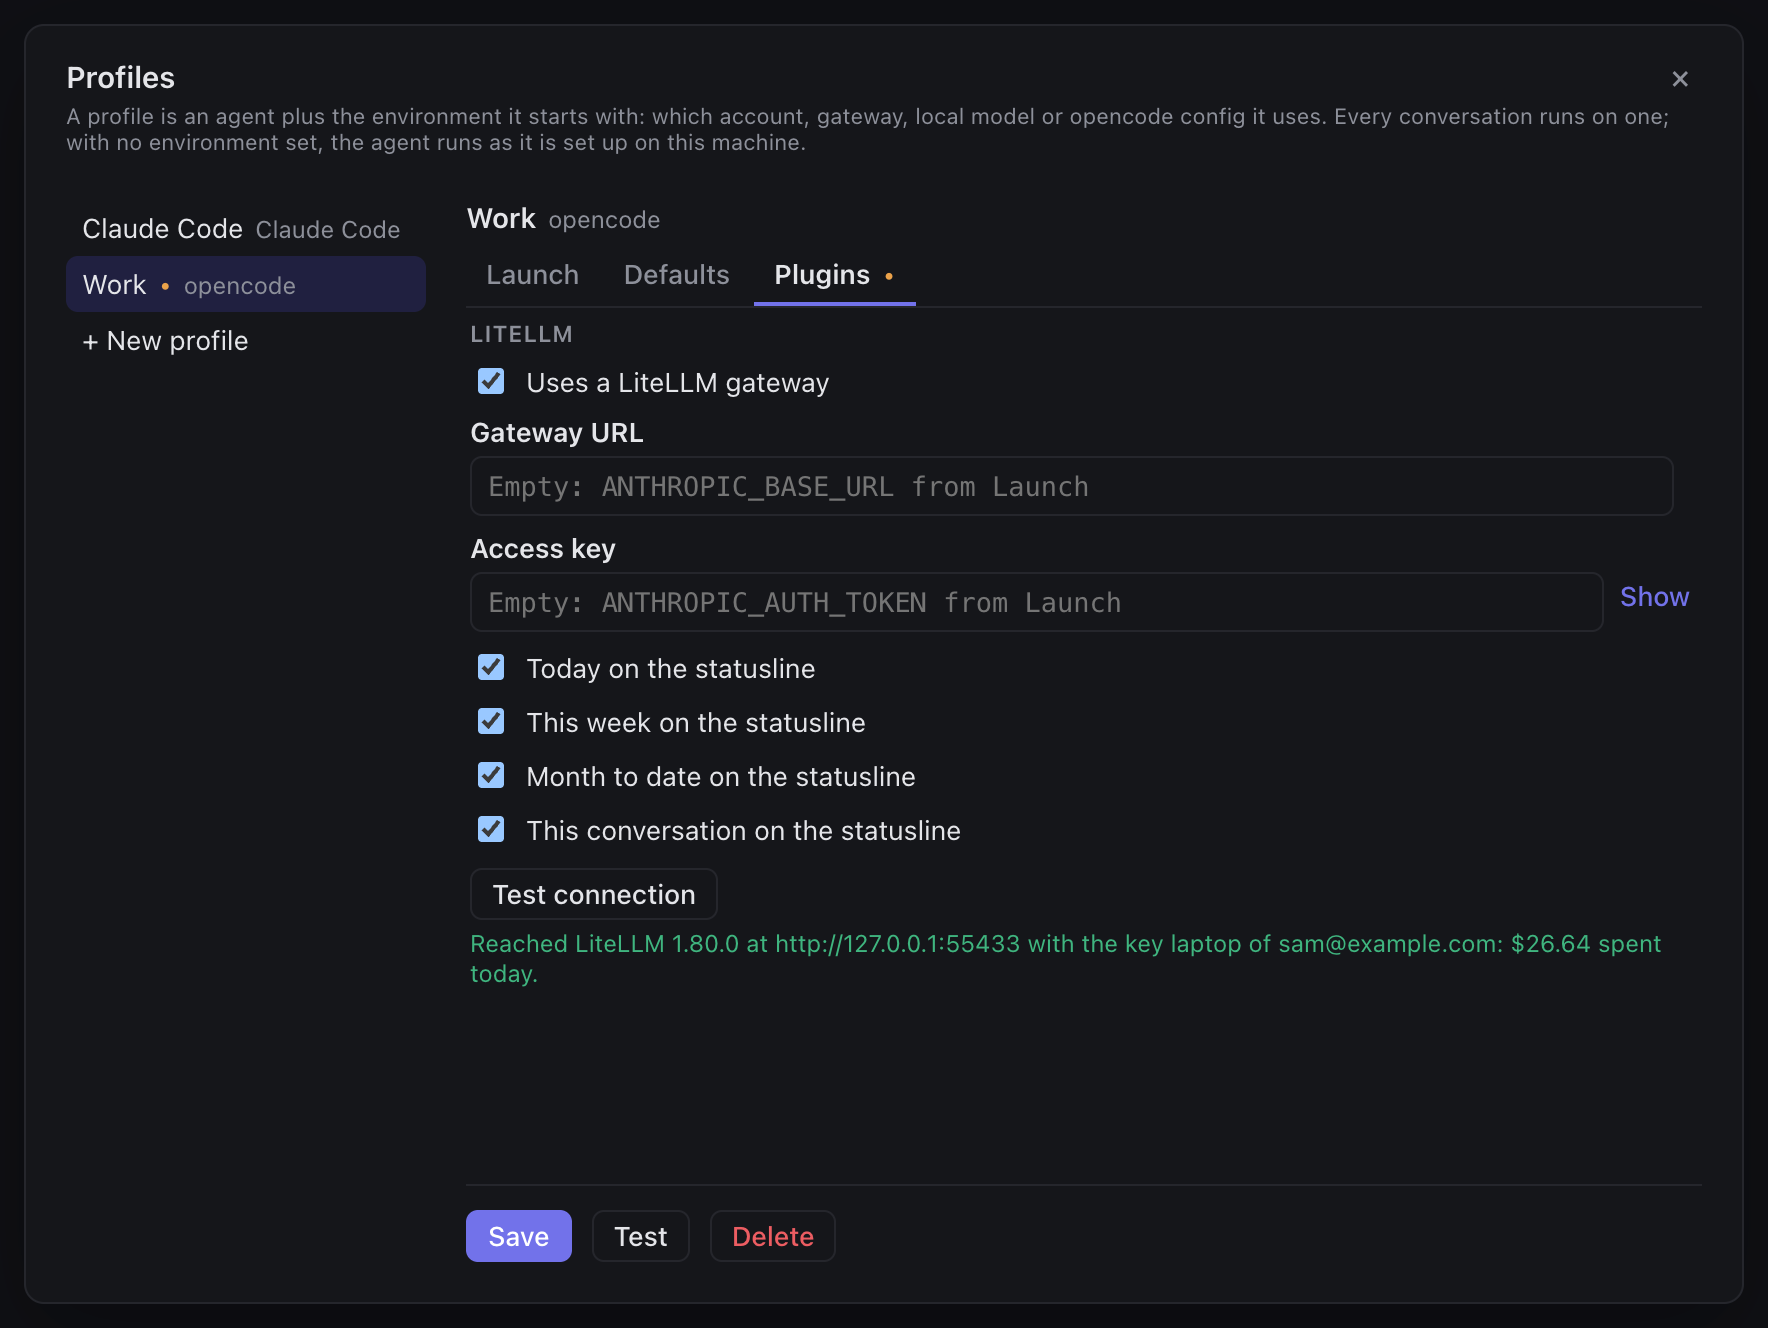 Profiles
×
A profile is an agent plus the environment it starts with: which account, gateway, local model or opencode config it uses. Every conversation runs on one;
with no environment set, the agent runs as it is set up on this machine.
Claude Code Claude Code
Work • opencode
+ New profile
Work opencode
Launch Defaults Plugins •
LITELLM
Uses a LiteLLM gateway
Gateway URL
Empty: ANTHROPIC_BASE_URL from Launch
Access key
Empty: ANTHROPIC_AUTH_TOKEN from Launch
Show
Today on the statusline
This week on the statusline
Month to date on the statusline
This conversation on the statusline
Test connection
Reached LiteLLM 1.80.0 at http://127.0.0.1:55433 with the key laptop of sam@example.com: $26.64 spent
today.
Save Test Delete